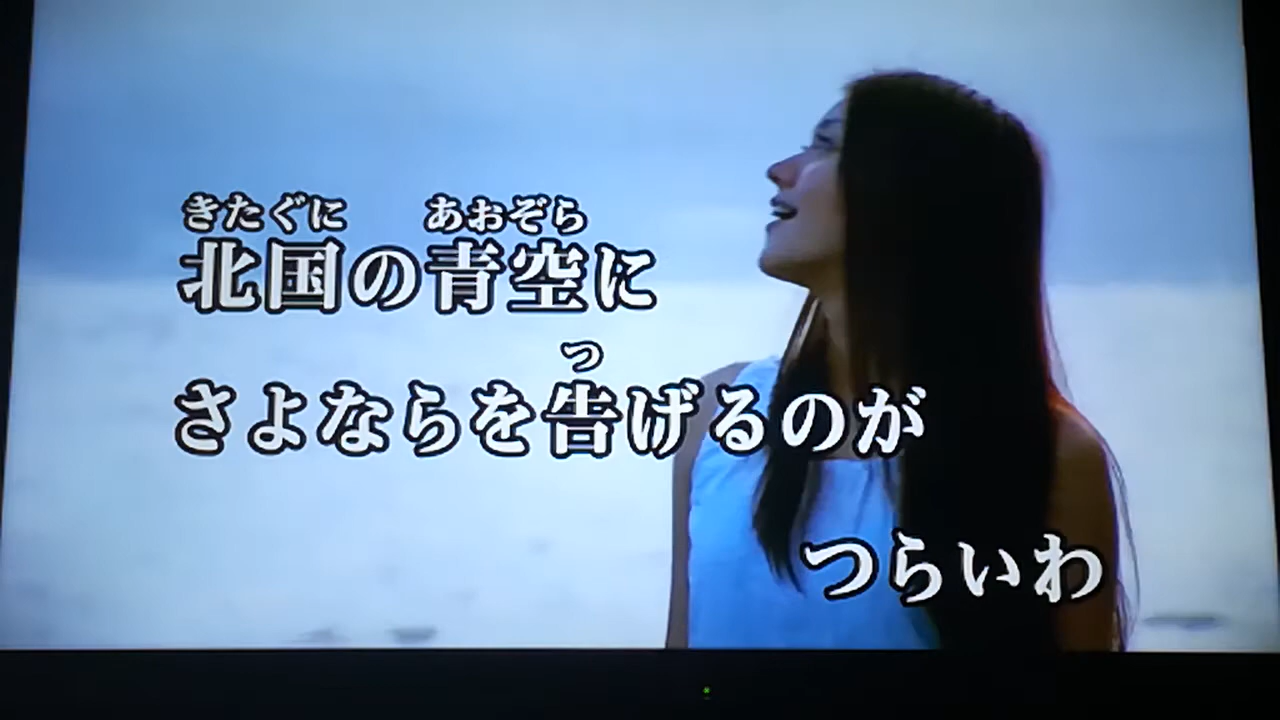 きたぐに あおぞら
北国の青空に
つ
さよならを告げるのが
つらいわ